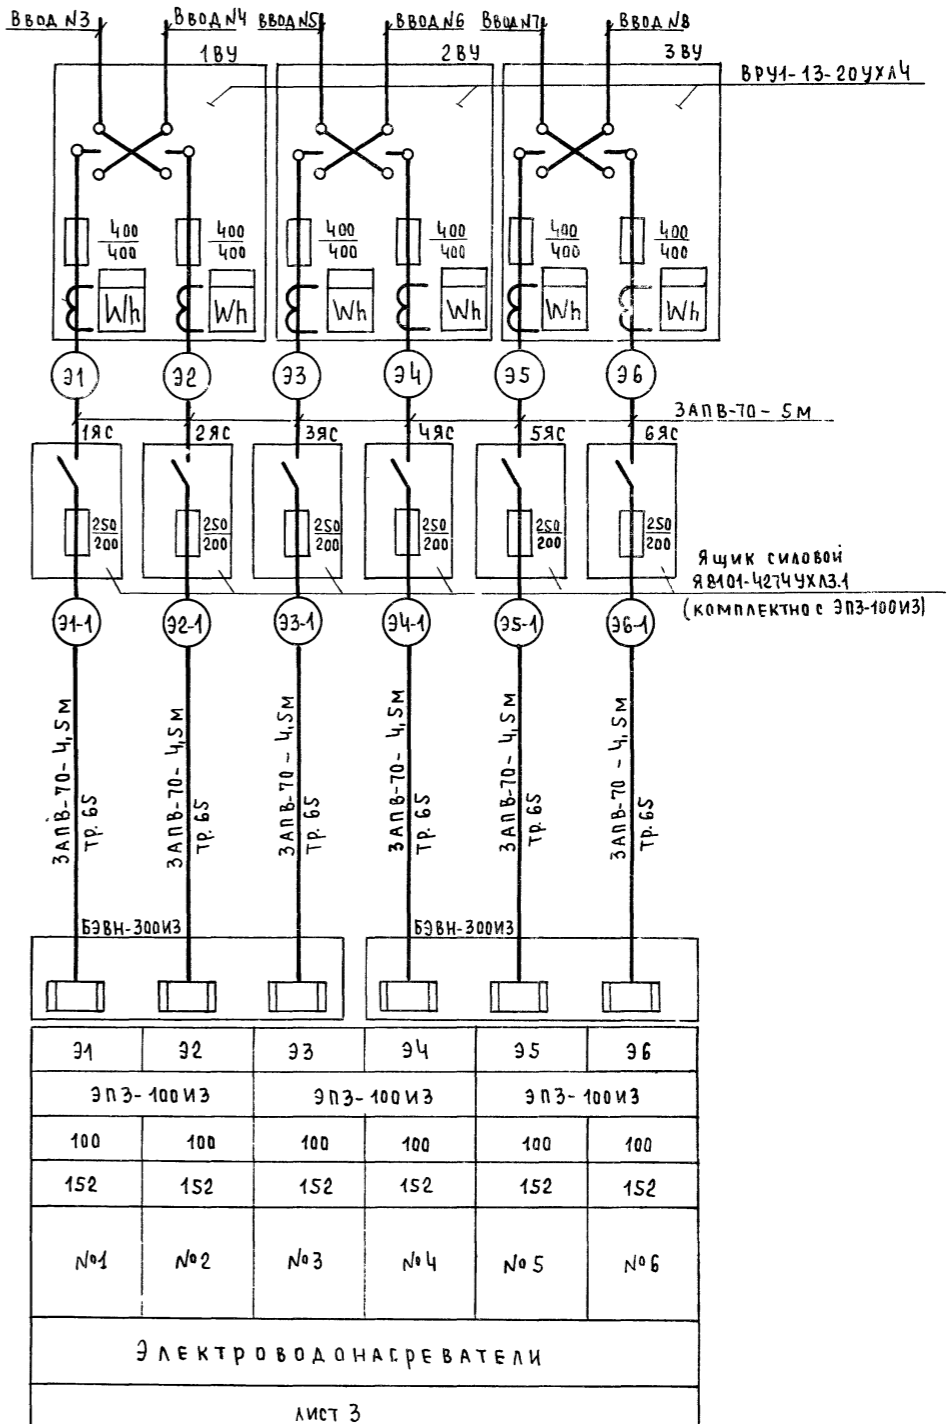 ВВОД N3 ВВОД N4 ВВОД N5 ВВОД N6 ВВОД N7 ВВОД N8
1ВУ 2ВУ 3ВУ
ВРУ1-13-20УХЛ4
400 400 400 400 400 400
400 400 400 400 400 400
Wh Wh Wh Wh Wh Wh
Э1 Э2 Э3 Э4 Э5 Э6
3АПВ-70-5М
1ЯС 2ЯС 3ЯС 4ЯС 5ЯС 6ЯС
250 250 250 250 250 250
200 200 200 200 200 200
Ящик силовой
Я8101-4274УХЛ3.1
(комплектно с ЭПЗ-100И3)
Э1-1 Э2-1 Э3-1 Э4-1 Э5-1 Э6-1
3АПВ-70-4,5М
Тр.65
3АПВ-70-4,5М
Тр.65
3АПВ-70-4,5М
Тр.65
3АПВ-70-4,5М
Тр.65
3АПВ-70-4,5М
Тр.65
3АПВ-70-4,5М
Тр.65
БЭВН-300И3 БЭВН-300И3
Э1 Э2 Э3 Э4 Э5 Э6
ЭПЗ-100И3 ЭПЗ-100И3 ЭПЗ-100И3
100 100 100 100 100 100
152 152 152 152 152 152
№1 №2 №3 №4 №5 №6
Электроводонагреватели
Лист 3